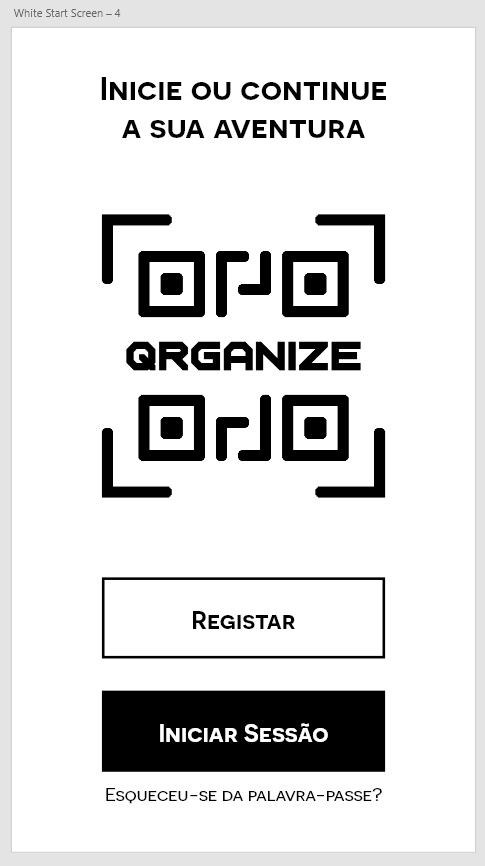 White Start Screen – 4
Inicie ou continue
a sua aventura
QRGANIZE
Registar
Iniciar Sessão
Esqueceu-se da palavra-passe?